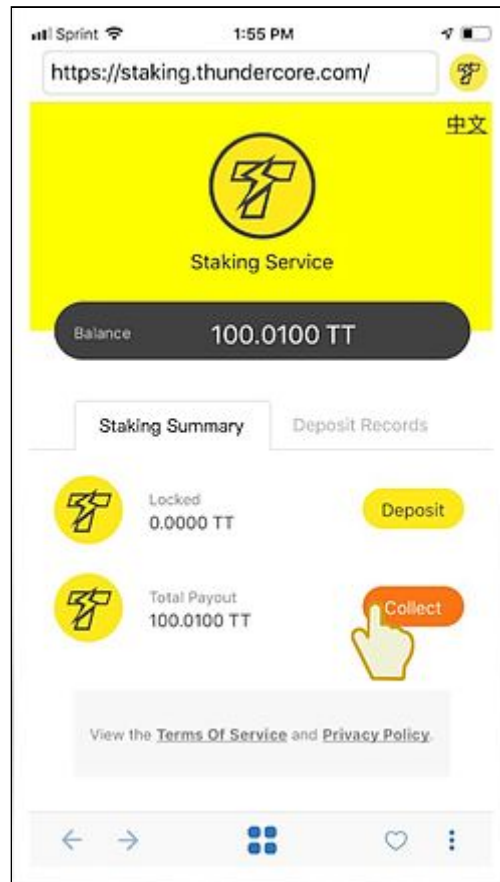 Sprint 1:55 PM
https://staking.thundercore.com/
中文
Staking Service
Balance 100.0100 TT
Staking Summary Deposit Records
Locked
0.0000 TT
Deposit
Total Payout
100.0100 TT
Collect
View the Terms Of Service and Privacy Policy.